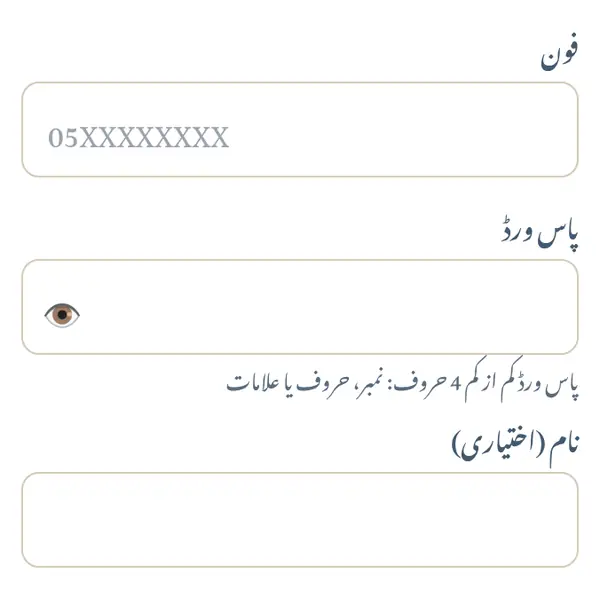 فون
05XXXXXXXX
پاس ورڈ
پاس ورڈ کم از کم 4 حروف: نمبر، حروف یا علامات
نام (اختیاری)